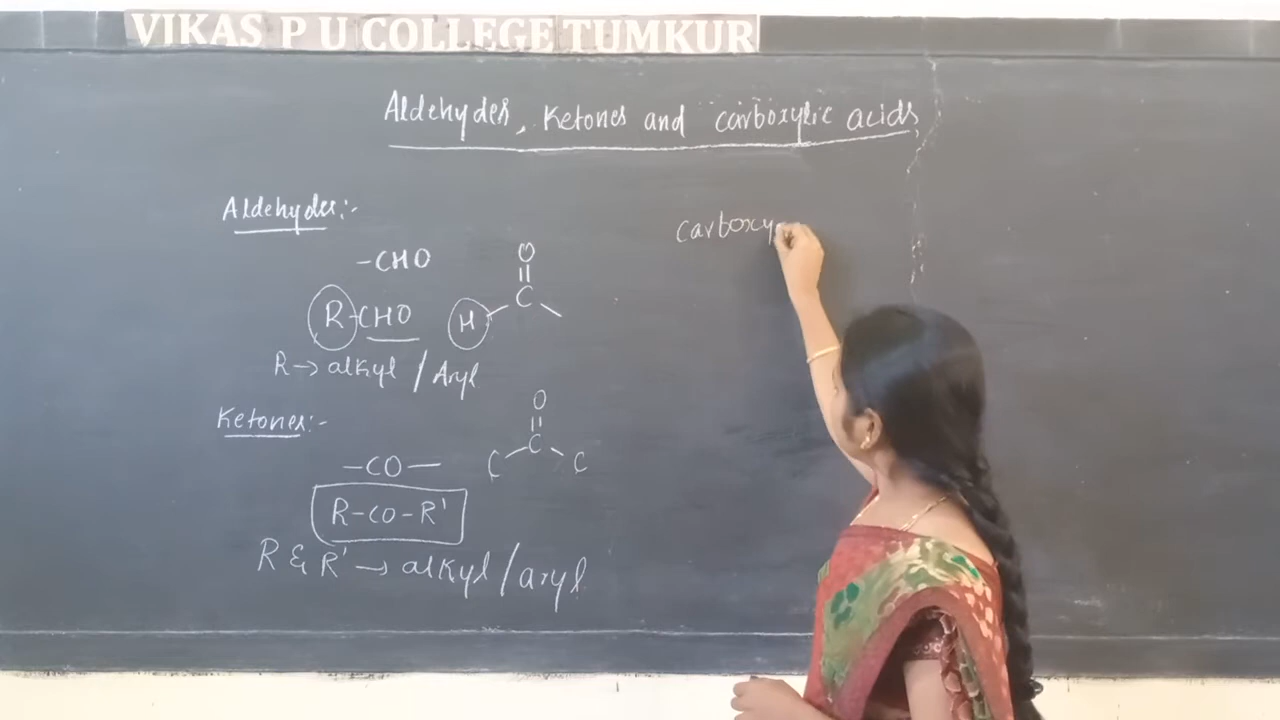 VIKAS P U COLLEGE TUMKUR
Aldehydes, Ketones and carboxylic acids,
Aldehydes:-
-CHO
R-CHO
R → alkyl / Aryl
O
||
C
H
Ketones:-
-CO-
O
||
C
C C
R-CO-R'
R & R' → alkyl / aryl
carboxy